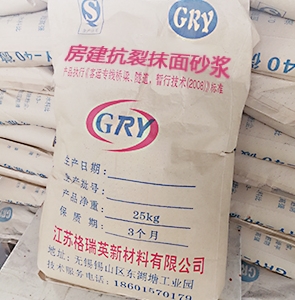 GRY
房建抗裂抹面砂浆
产品执行《客运专线桥梁、隧道，暂行技术(2008)》标准
GRY
生产日期：
生产批号：
产品净重： 25kg
保质期： 3个月
江苏格瑞英新材料有限公司
地址：无锡锡山区东湖塘工业园
技术服务电话：18601570179